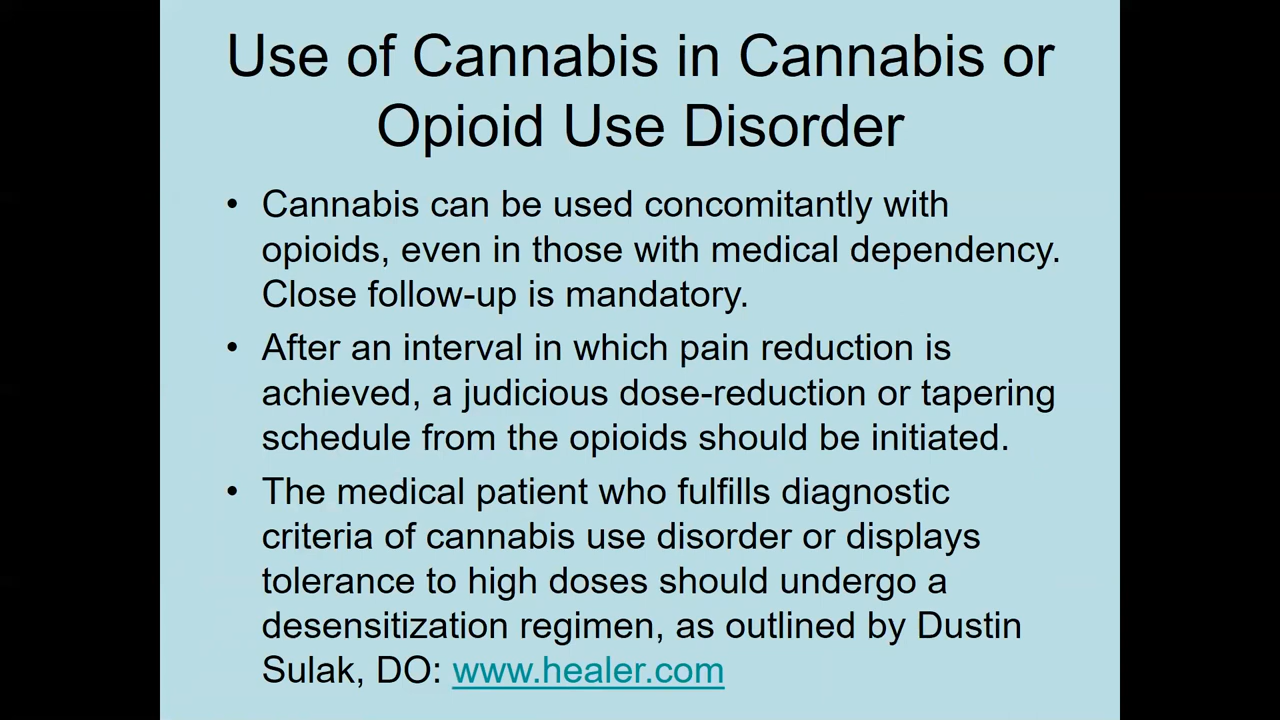 Use of Cannabis in Cannabis or
Opioid Use Disorder
• Cannabis can be used concomitantly with
opioids, even in those with medical dependency.
Close follow-up is mandatory.
• After an interval in which pain reduction is
achieved, a judicious dose-reduction or tapering
schedule from the opioids should be initiated.
• The medical patient who fulfills diagnostic
criteria of cannabis use disorder or displays
tolerance to high doses should undergo a
desensitization regimen, as outlined by Dustin
Sulak, DO: www.healer.com